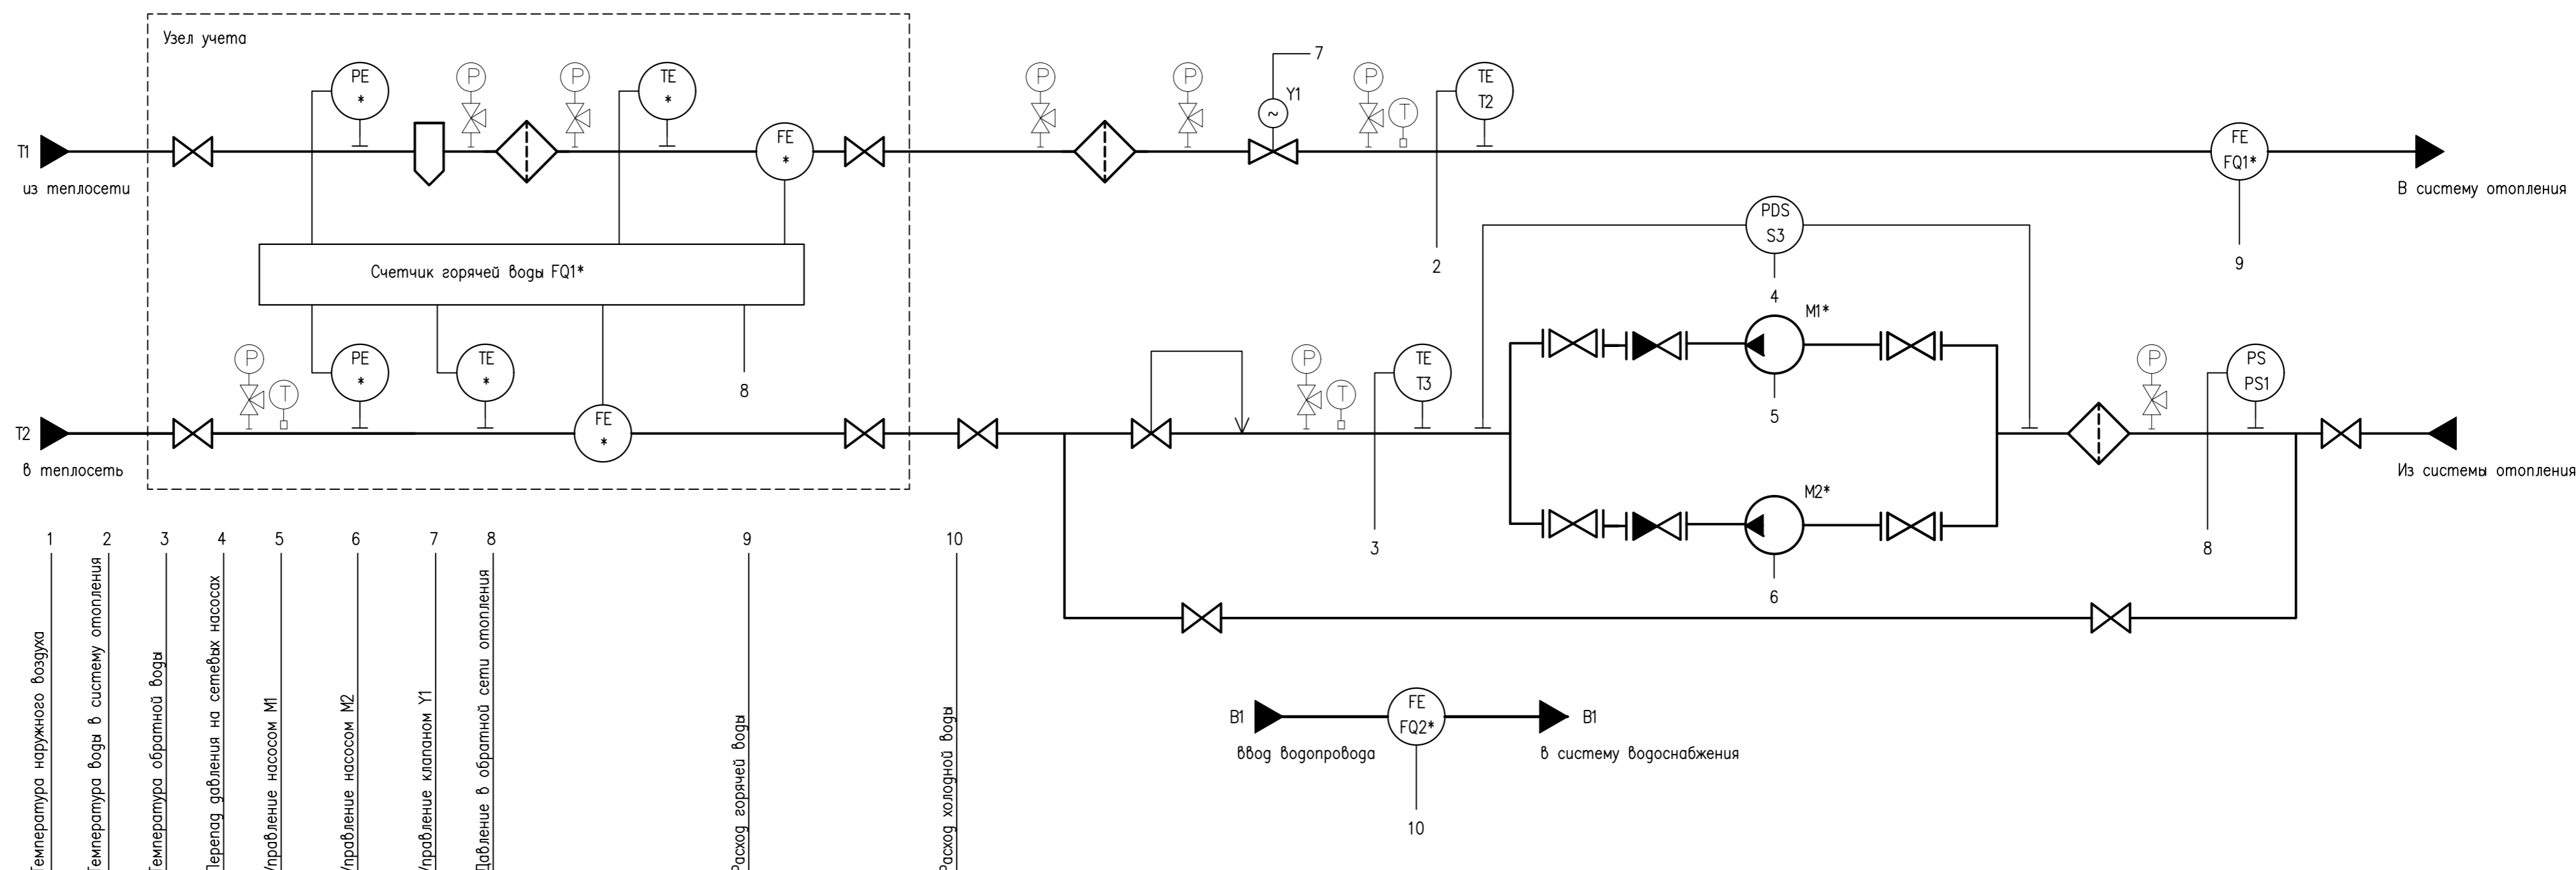 Узел учета
7
P
P
P
P
P
PE
*
TE
*
Y1
~
T
TE
T2
FE
*
FE
FQ1*
T1
из теплосети
В систему отопления
PDS
S3
2
9
Счетчик горячей воды FQ1*
4
M1*
P
T
PE
*
TE
*
8
P
T
TE
T3
P
PS
PS1
5
T2
FE
*
в теплосеть
Из системы отопления
M2*
3
8
6
1
2
3
4
5
6
7
8
9
10
Температура наружного воздуха
Температура воды в систему отопления
Температура обратной воды
Перепад давления на сетевых насосах
Управление насосом M1
Управление насосом M2
Управление клапаном Y1
Давление в обратной сети отопления
Расход горячей воды
Расход холодной воды
B1
FE
FQ2*
B1
ввод водопровода
в систему водоснабжения
10